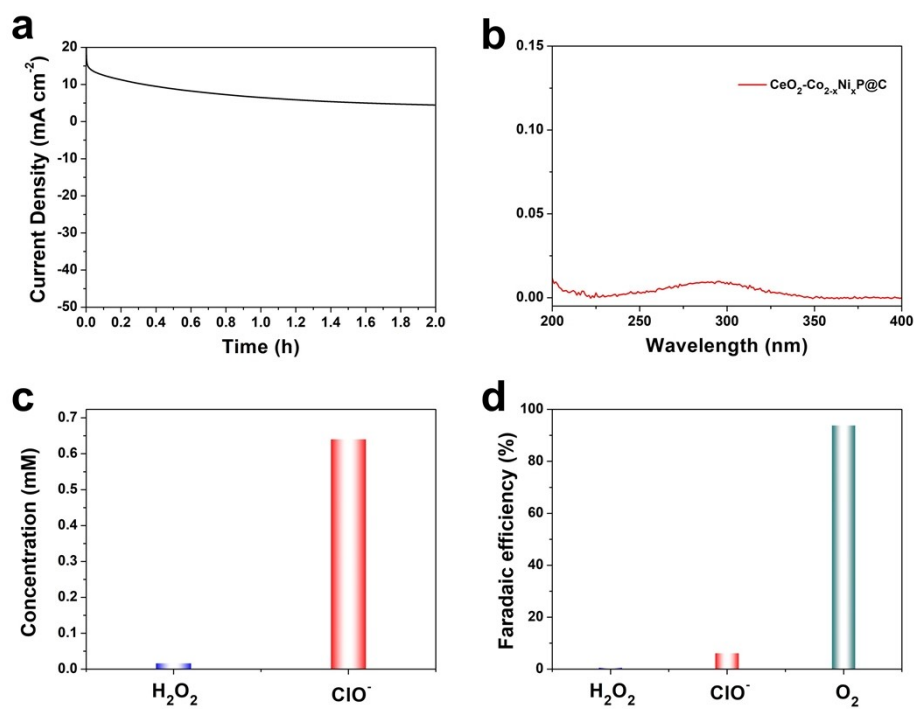 a
20
10
0
-10
-20
-30
-40
-50
0.0 0.2 0.4 0.6 0.8 1.0 1.2 1.4 1.6 1.8 2.0
Current Density (mA cm⁻²)
Time (h)
b
0.15
0.10
0.05
0.00
200 250 300 350 400
Wavelength (nm)
CeO₂-Co₂₋ₓNiₓP@C
c
0.7
0.6
0.5
0.4
0.3
0.2
0.1
0.0
Concentration (mM)
H₂O₂ ClO⁻
d
100
80
60
40
20
0
Faradaic efficiency (%)
H₂O₂ ClO⁻ O₂